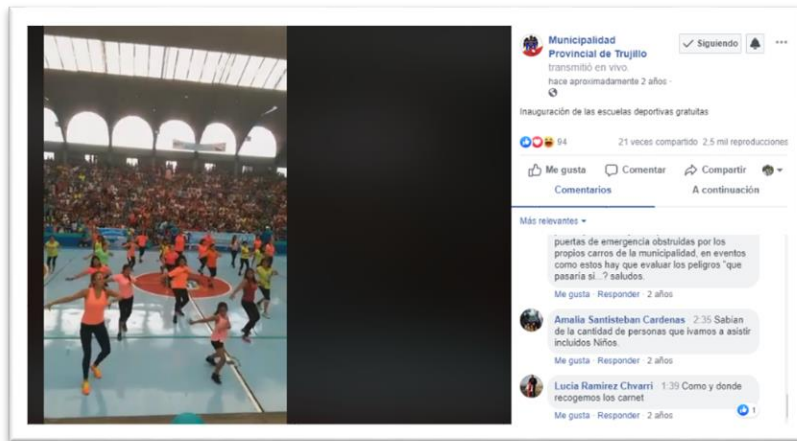 Municipalidad
Provincial de Trujillo
transmitió en vivo.
hace aproximadamente 2 años ·
Siguiendo
Inauguración de las escuelas deportivas gratuitas
94
21 veces compartido 2,5 mil reproducciones
Me gusta Comentar Compartir
Comentarios A continuación
Más relevantes
puertas de emergencia obstruidas por los
propios carros de la municipalidad, en eventos
como estos hay que evaluar los peligros "que
pasaría si...? saludos.
Me gusta · Responder · 2 años
Amalia Santisteban Cardenas · 2:35 Sabian
de la cantidad de personas que ivamos a asistir
incluidos Niños.
Me gusta · Responder · 2 años
Lucia Ramirez Chvarri · 1:39 Como y donde
recogemos los carnet
1
Me gusta · Responder · 2 años